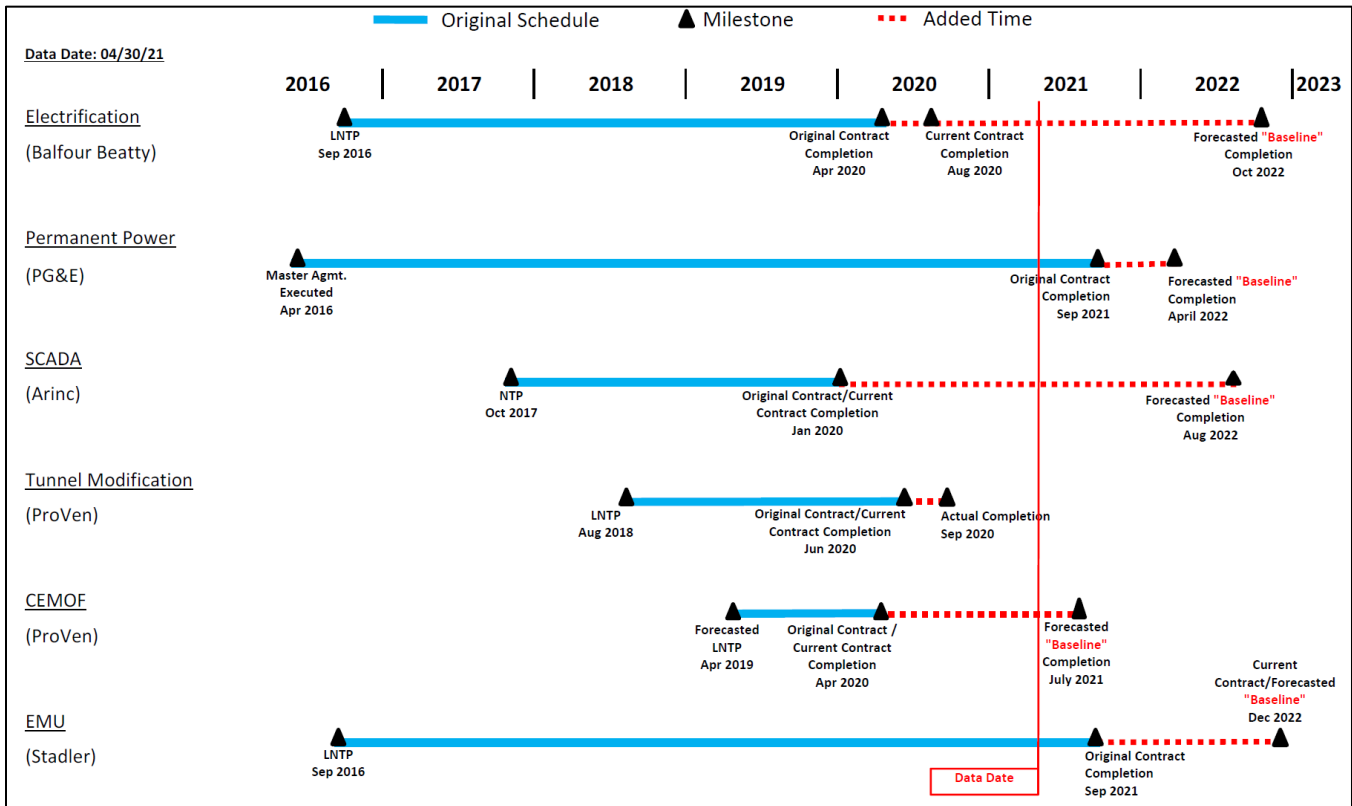 Original Schedule
Milestone
Added Time
Data Date: 04/30/21
2016
2017
2018
2019
2020
2021
2022
2023
Electrification
(Balfour Beatty)
LNTP
Sep 2016
Original Contract
Completion
Apr 2020
Current Contract
Completion
Aug 2020
Forecasted "Baseline"
Completion
Oct 2022
Permanent Power
(PG&E)
Master Agmt.
Executed
Apr 2016
Original Contract
Completion
Sep 2021
Forecasted "Baseline"
Completion
April 2022
SCADA
(Arinc)
NTP
Oct 2017
Original Contract/Current
Contract Completion
Jan 2020
Forecasted "Baseline"
Completion
Aug 2022
Tunnel Modification
(ProVen)
LNTP
Aug 2018
Original Contract/Current
Contract Completion
Jun 2020
Actual Completion
Sep 2020
CEMOF
(ProVen)
Forecasted
LNTP
Apr 2019
Original Contract /
Current Contract
Completion
Apr 2020
Forecasted
"Baseline"
Completion
July 2021
Current
Contract/Forecasted
"Baseline"
Dec 2022
EMU
(Stadler)
LNTP
Sep 2016
Original Contract
Completion
Sep 2021
Data Date